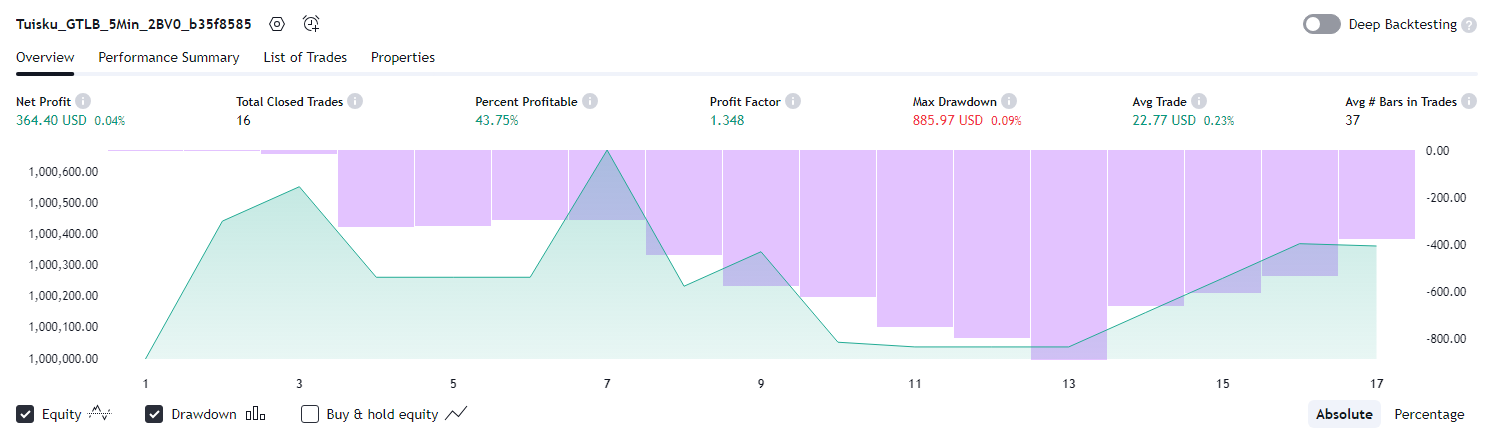 Tuisku_GTLB_5Min_2BV0_b35f8585 Deep Backtesting ?
Overview Performance Summary List of Trades Properties
Net Profit i Total Closed Trades i Percent Profitable i Profit Factor i Max Drawdown i Avg Trade i Avg # Bars in Trades i
364.40 USD 0.04% 16 43.75% 1.348 885.97 USD 0.09% 22.77 USD 0.23% 37
0.00
1,000,600.00
-200.00
1,000,500.00
1,000,400.00
-400.00
1,000,300.00
-600.00
1,000,200.00
1,000,100.00
-800.00
1,000,000.00
1 3 5 7 9 11 13 15 17
Equity Drawdown Buy & hold equity Absolute Percentage